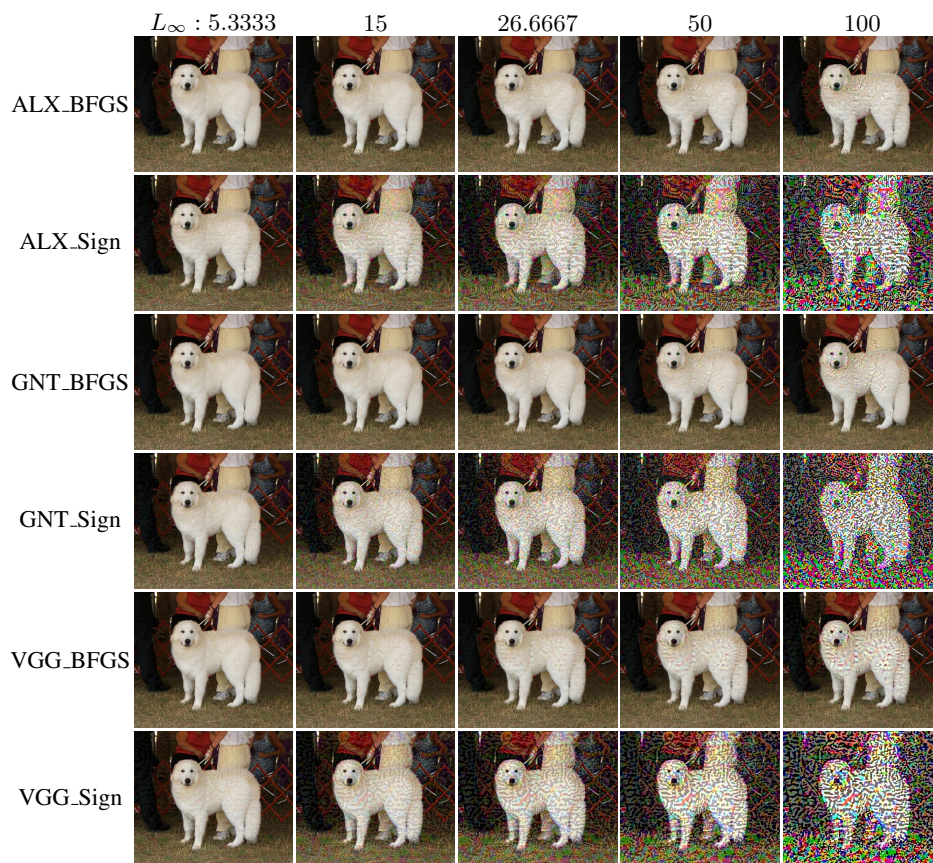 L∞ : 5.3333 15 26.6667 50 100
ALX_BFGS
ALX_Sign
GNT_BFGS
GNT_Sign
VGG_BFGS
VGG_Sign